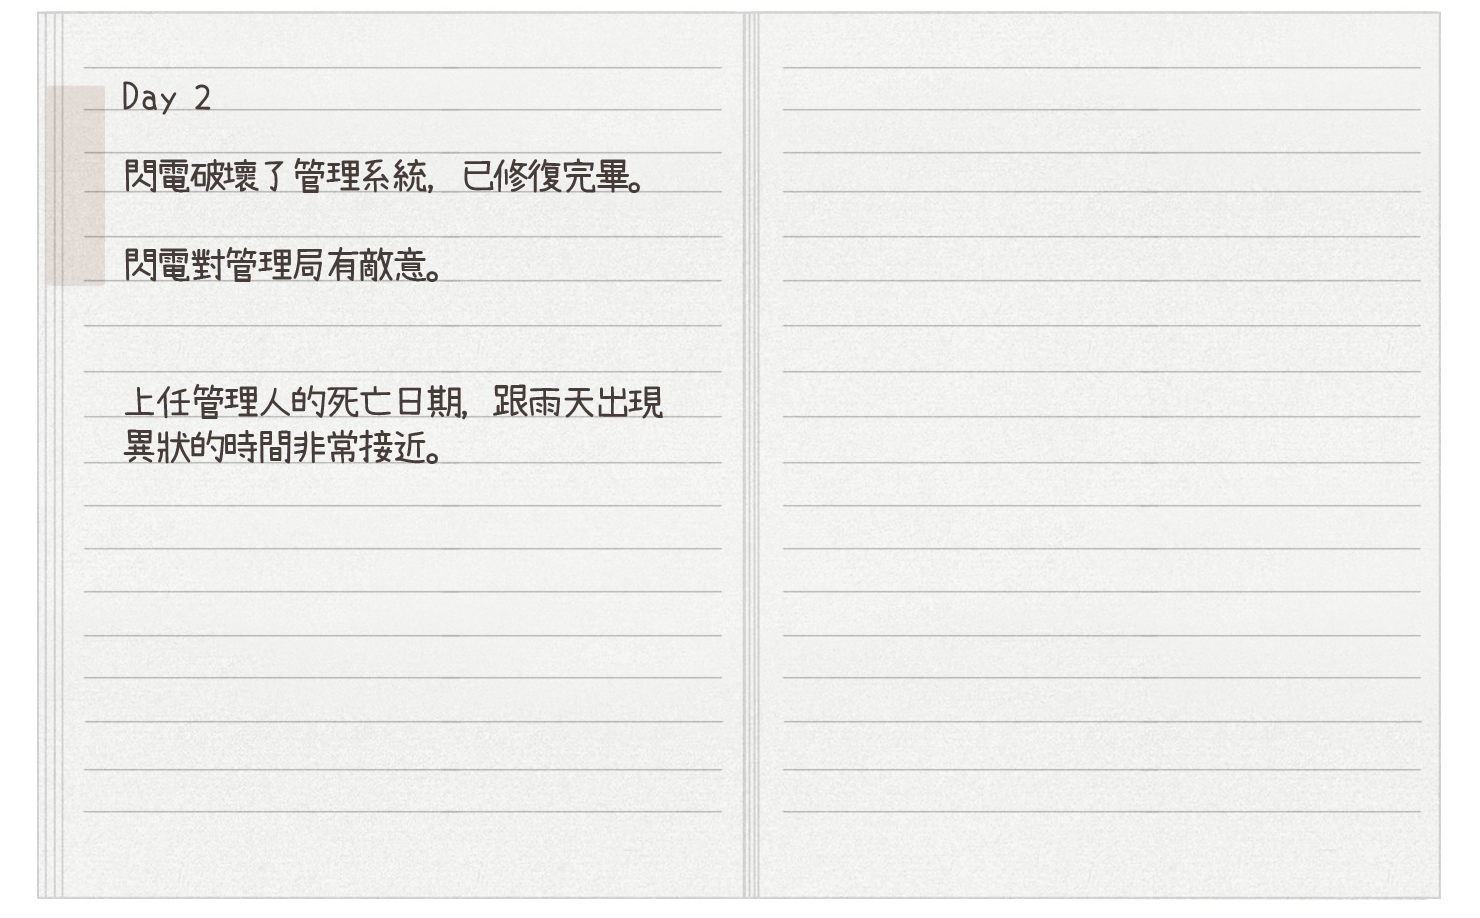 Day 2
閃電破壞了管理系統，已修復完畢。
閃電對管理局有敵意。
上任管理人的死亡日期，跟雨天出現
異狀的時間非常接近。